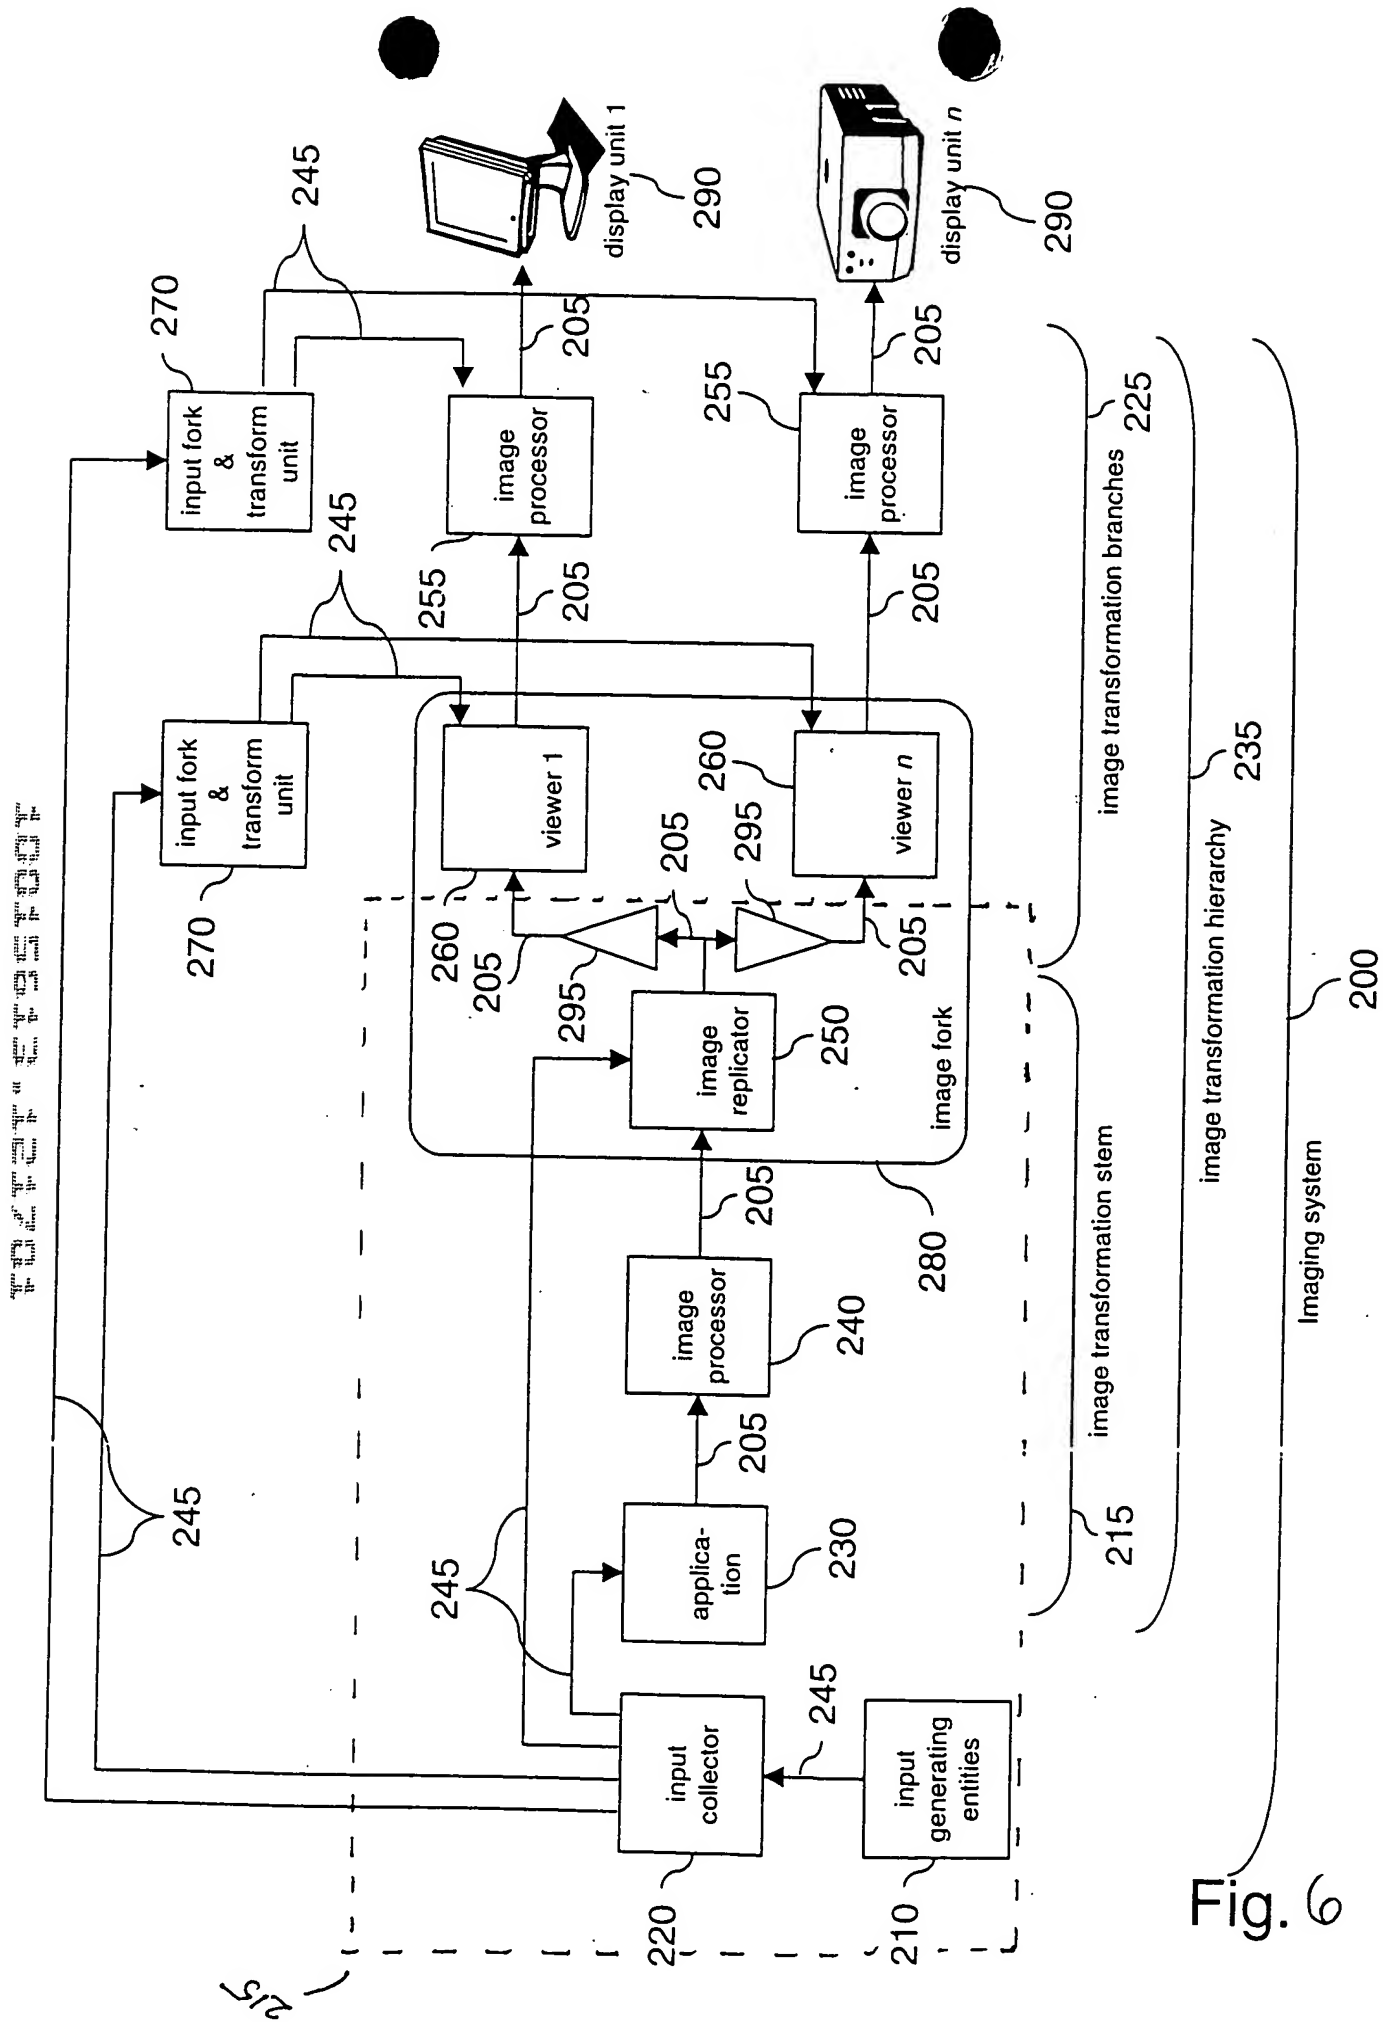 10015613.121701
245
270
input fork
&
transform
unit
245
270
input fork
&
transform
unit
245
display unit 1
290
205
image
processor
255
205
viewer 1
260
205
295
205
295
205
viewer n
260
205
image
processor
255
205
display unit n
290
image
replicator
250
image fork
280
205
image
processor
240
205
245
application
230
input
collector
220
245
input
generating
entities
210
215
image transformation branches
225
image transformation stem
215
image transformation hierarchy
235
Imaging system
200
Fig. 6